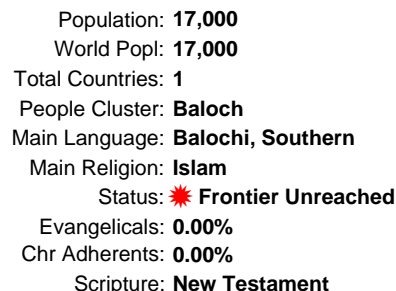 Population: 17,000
World Popl: 17,000
Total Countries: 1
People Cluster: Baloch
Main Language: Balochi, Southern
Main Religion: Islam
Status: Frontier Unreached
Evangelicals: 0.00%
Chr Adherents: 0.00%
Scripture: New Testament